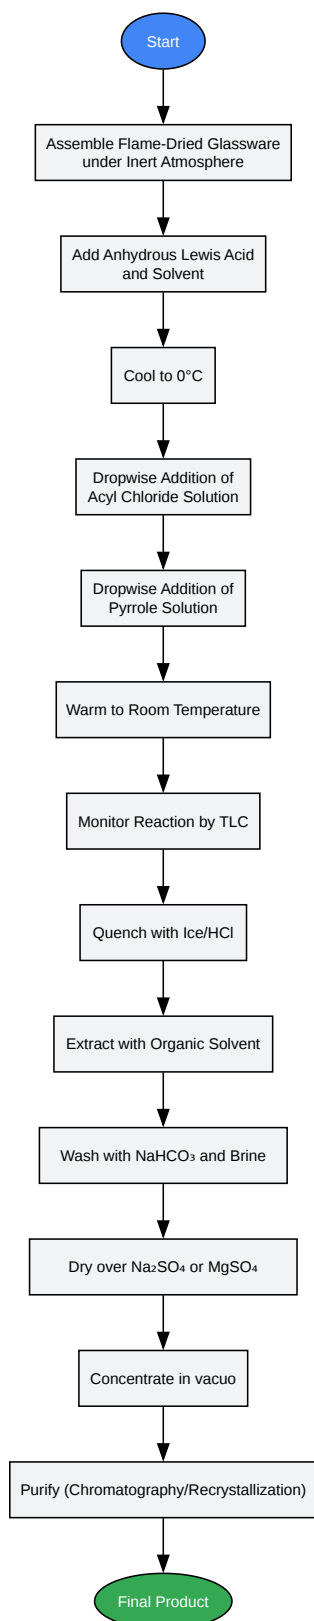 Start
Assemble Flame-Dried Glassware
under Inert Atmosphere
Add Anhydrous Lewis Acid
and Solvent
Cool to 0°C
Dropwise Addition of
Acyl Chloride Solution
Dropwise Addition of
Pyrrole Solution
Warm to Room Temperature
Monitor Reaction by TLC
Quench with Ice/HCl
Extract with Organic Solvent
Wash with NaHCO₃ and Brine
Dry over Na₂SO₄ or MgSO₄
Concentrate in vacuo
Purify (Chromatography/Recrystallization)
Final Product